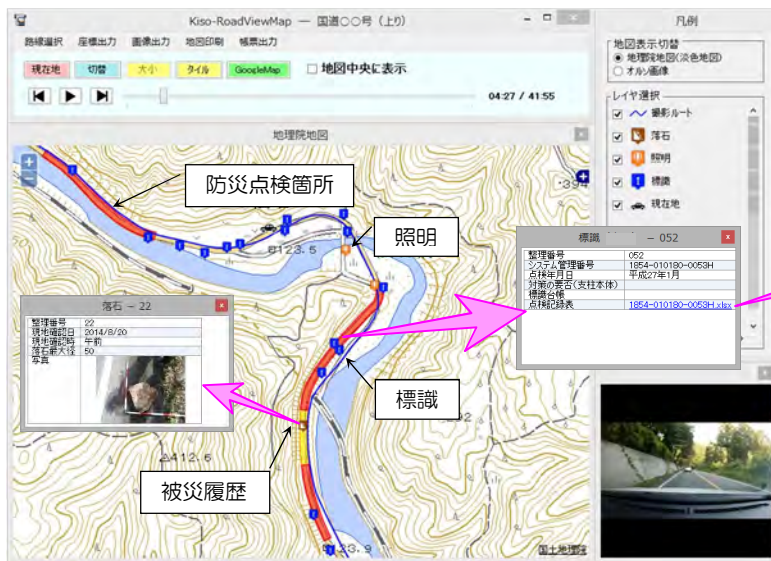 Kiso-RoadViewMap — 国道○○号（上り）
路線選択 座標出力 画像出力 地図印刷 帳票出力
現在地 切替 大小 タイル GoogleMap 地図中央に表示
04:27 / 41:55
地理院地図
防災点検箇所
照明
標識
被災履歴
・394
123.5
412.6
292
123.9
国土地理院
落石 － 22
整理番号 22
現地確認日 2014/8/20
現地確認時 午前
落石最大径 50
写真
凡例
地図表示切替
地理院地図(淡色地図)
オルソ画像
レイヤ選択
撮影ルート
落石
照明
標識
現在地
標識 － 052
整理番号 052
システム管理番号 1854-010180-0053H
点検年月日 平成27年1月
対策の要否(支柱本体)
標識台帳
点検記録表 1854-010180-0053H.xlsx